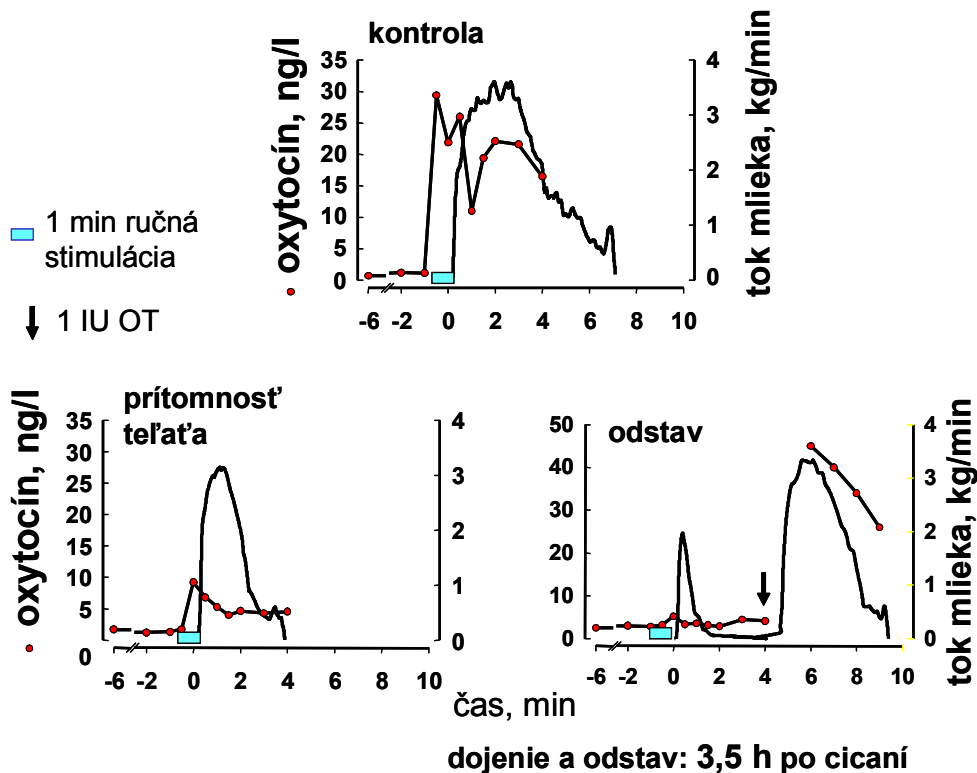 kontrola
oxytocín, ng/l
35
30
25
20
15
10
5
0
4
3
2
1
0
tok mlieka, kg/min
-6 -2 0 2 4 6 8 10
1 min ručná
stimulácia
1 IU OT
prítomnosť
teľaťa
oxytocín, ng/l
35
30
25
20
15
10
5
0
4
3
2
1
0
-6 -2 0 2 4 6 8 10
odstav
50
40
30
20
10
0
4
3
2
1
0
tok mlieka, kg/min
-6 -2 0 2 4 6 8 10
čas, min
dojenie a odstav: 3,5 h po cicaní